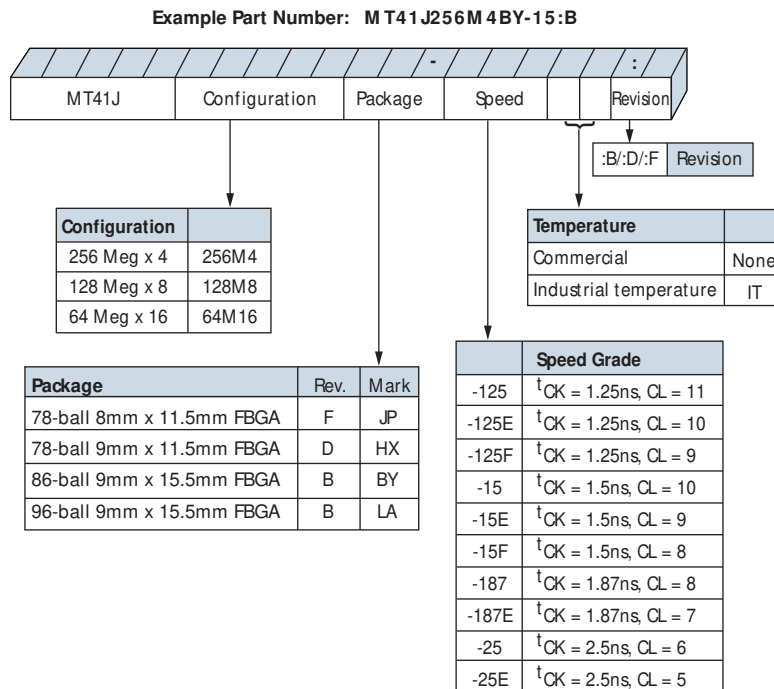 Example Part Number: MT41J256M4BY-15:B
- :
MT41J Configuration Package Speed Revision
:B/:D/:F Revision
Configuration
256 Meg x 4 256M4
128 Meg x 8 128M8
64 Meg x 16 64M16
Temperature
Commercial None
Industrial temperature IT
Package Rev. Mark
78-ball 8mm x 11.5mm FBGA F JP
78-ball 9mm x 11.5mm FBGA D HX
86-ball 9mm x 15.5mm FBGA B BY
96-ball 9mm x 15.5mm FBGA B LA
Speed Grade
-125 tCK = 1.25ns, CL = 11
-125E tCK = 1.25ns, CL = 10
-125F tCK = 1.25ns, CL = 9
-15 tCK = 1.5ns, CL = 10
-15E tCK = 1.5ns, CL = 9
-15F tCK = 1.5ns, CL = 8
-187 tCK = 1.87ns, CL = 8
-187E tCK = 1.87ns, CL = 7
-25 tCK = 2.5ns, CL = 6
-25E tCK = 2.5ns, CL = 5